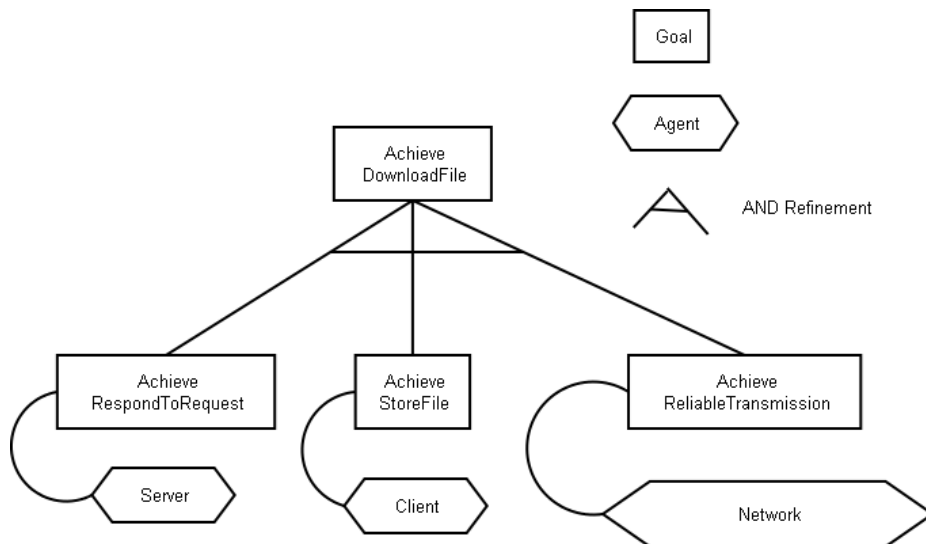 Goal
Agent
AND Refinement
Achieve
DownloadFile
Achieve
RespondToRequest
Achieve
StoreFile
Achieve
ReliableTransmission
Server
Client
Network